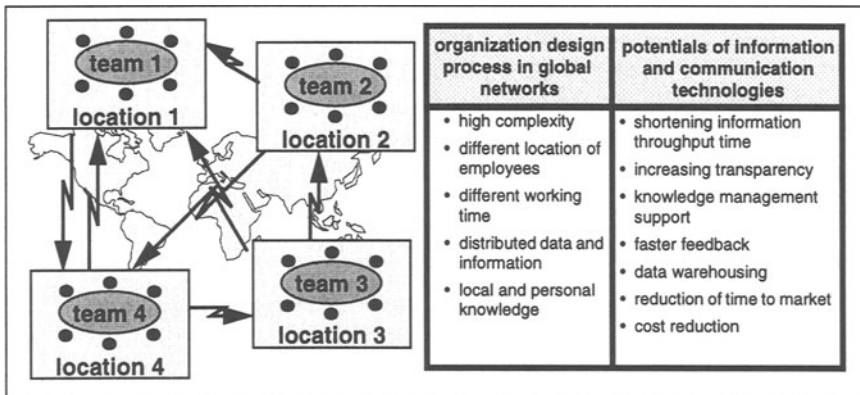 team 1
location 1
team 2
location 2
team 3
location 3
team 4
location 4
organization design
process in global
networks
• high complexity
• different location of
employees
• different working
time
• distributed data and
information
• local and personal
knowledge
potentials of information
and communication
technologies
• shortening information
throughput time
• increasing transparency
• knowledge management
support
• faster feedback
• data warehousing
• reduction of time to market
• cost reduction